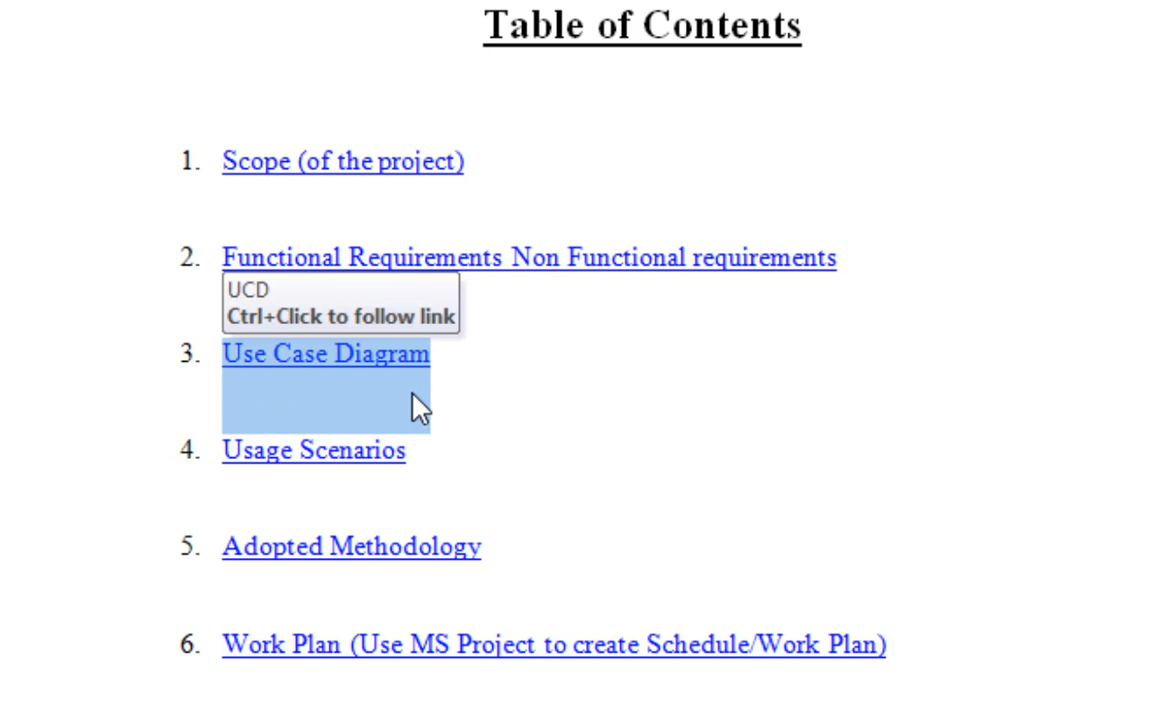 Table of Contents
1. Scope (of the project)
2. Functional Requirements Non Functional requirements
UCD
Ctrl+Click to follow link
3. Use Case Diagram
4. Usage Scenarios
5. Adopted Methodology
6. Work Plan (Use MS Project to create Schedule/Work Plan)